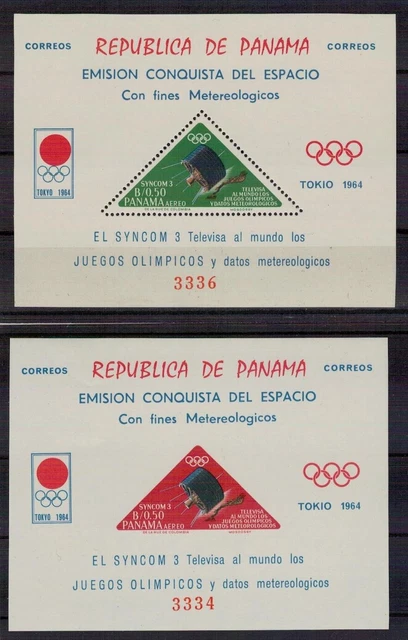 CORREOS REPUBLICA DE PANAMA CORREOS
EMISION CONQUISTA DEL ESPACIO
Con fines Metereologicos
SYNCOM 3
B/0.50
PANAMA AEREO
TELEVISA
AL MUNDO LOS
JUEGOS OLIMPICOS
Y DATOS METEOROLOGICOS
TOKYO 1964
TOKIO 1964
EL SYNCOM 3 Televisa al mundo los
JUEGOS OLIMPICOS y datos metereologicos
3336
CORREOS REPUBLICA DE PANAMA CORREOS
EMISION CONQUISTA DEL ESPACIO
Con fines Metereologicos
SYNCOM 3
B/0.50
PANAMA AEREO
TELEVISA
AL MUNDO LOS
JUEGOS OLIMPICOS
Y DATOS METEOROLOGICOS
TOKYO 1964
TOKIO 1964
EL SYNCOM 3 Televisa al mundo los
JUEGOS OLIMPICOS y datos metereologicos
3334